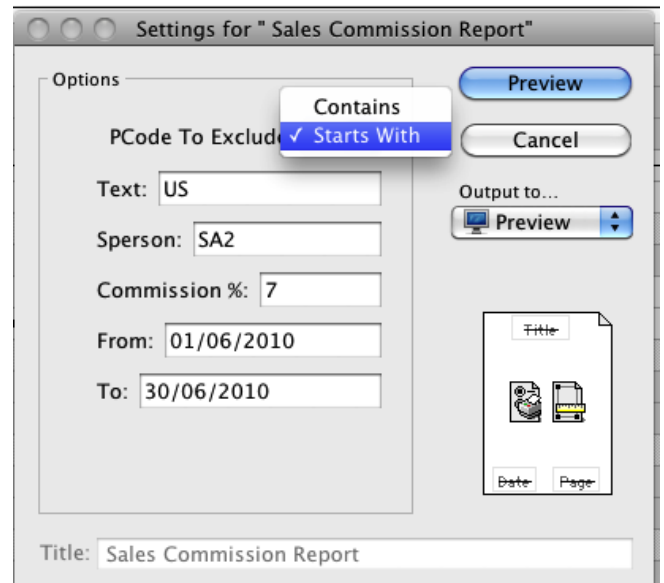 Settings for " Sales Commission Report"
Options
Preview
Contains
PCode To Exclude ✓ Starts With
Cancel
Text: US
Output to...
Preview
Sperson: SA2
Commission %: 7
From: 01/06/2010
To: 30/06/2010
Title
Date Page
Title: Sales Commission Report